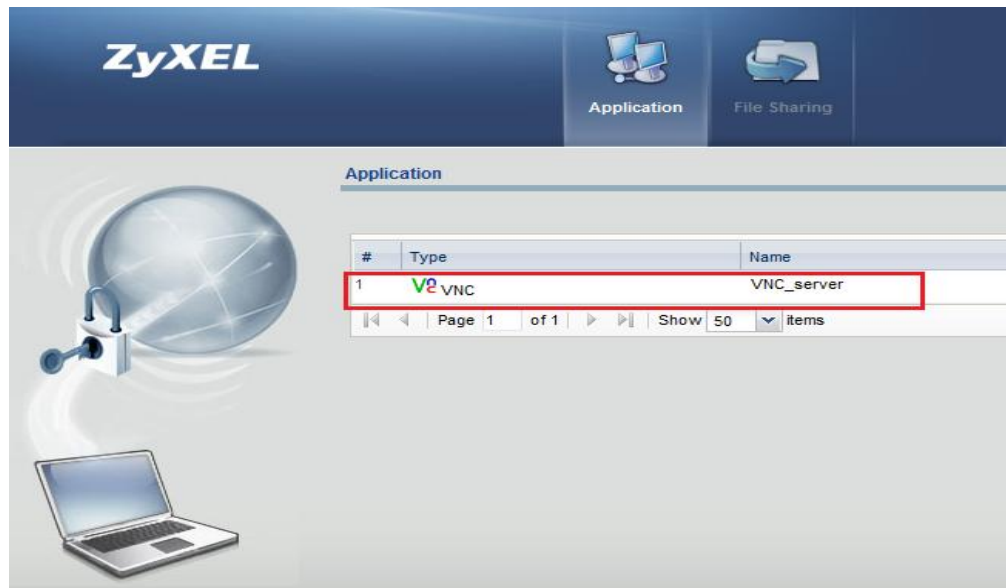 ZyXEL
Application File Sharing
Application
# Type Name
1 VNC VNC_server
Page 1 of 1 Show 50 items